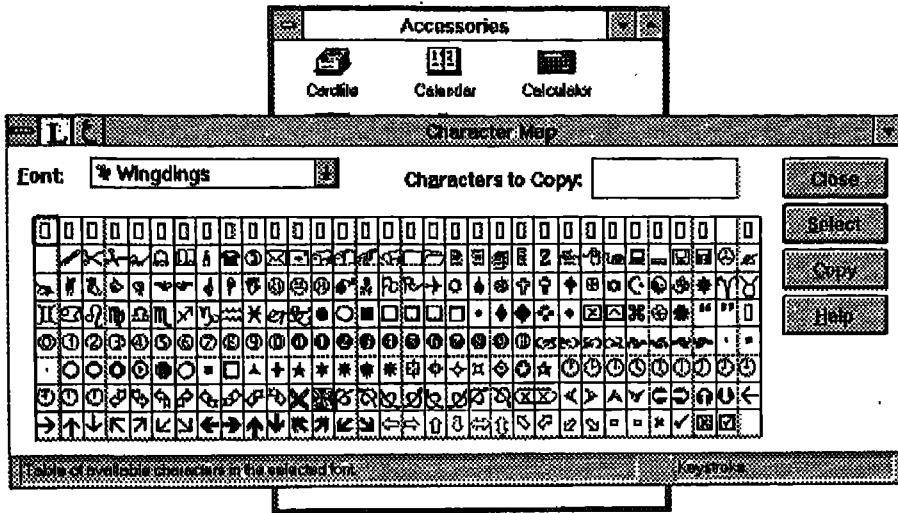 Accessories
Cardfile Calendar Calculator
Character Map
Font: Wingdings Characters to Copy: Close
Select
Copy
Help
Table of available characters in the selected font. Keystroke: